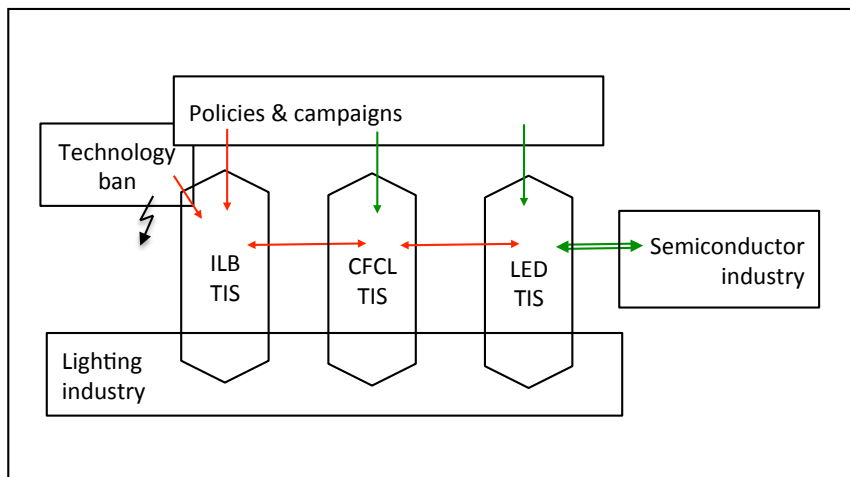 Policies & campaigns
Technology
ban
ILB
TIS
CFCL
TIS
LED
TIS
Semiconductor
industry
Lighting
industry